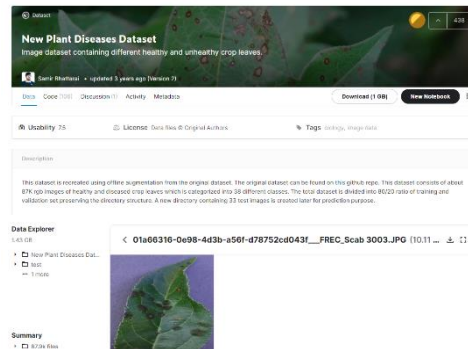 Dataset
438
New Plant Diseases Dataset
Image dataset containing different healthy and unhealthy crop leaves.
Samir Bhattarai • updated 3 years ago (Version 2)
Data Code Discussion Activity Metadata
Download (1 GB) New Notebook
Usability 7.5 License Data files © Original Authors Tags biology, image data
Description
This dataset is recreated using offline augmentation from the original dataset. The original dataset can be found on this github repo. This dataset consists of about
87K rgb images of healthy and diseased crop leaves which is categorized into 38 different classes. The total dataset is divided into 80/20 ratio of training and
validation set preserving the directory structure. A new directory containing 33 test images is created later for prediction purpose.
Data Explorer
1.43 GB
New Plant Diseases Dat...
test
1 more
< 01a66316-0e98-4d3b-a56f-d78752cd043f___FREC_Scab 3003.JPG (10.11 ...
Summary
87.9k files